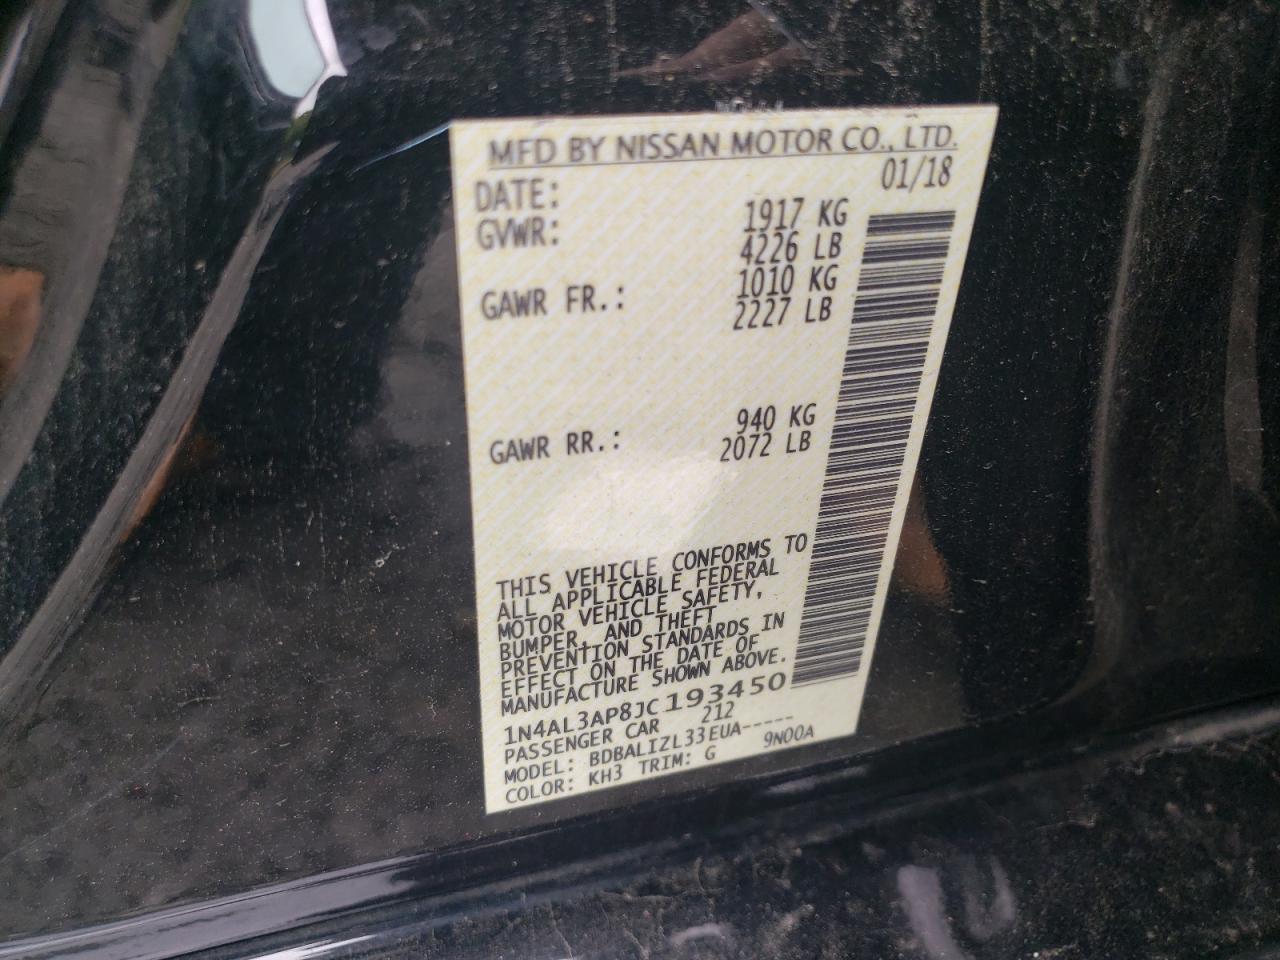 MFD BY NISSAN MOTOR CO., LTD.
DATE: 01/18
GVWR: 1917 KG
4226 LB
GAWR FR.: 1010 KG
2227 LB
GAWR RR.: 940 KG
2072 LB
THIS VEHICLE CONFORMS TO
ALL APPLICABLE FEDERAL
MOTOR VEHICLE SAFETY,
BUMPER, AND THEFT
PREVENTION STANDARDS IN
EFFECT ON THE DATE OF
MANUFACTURE SHOWN ABOVE.
1N4AL3AP8JC193450
PASSENGER CAR 212
MODEL: BDBALIZL33EUA-----
COLOR: KH3 TRIM: G 9N00A